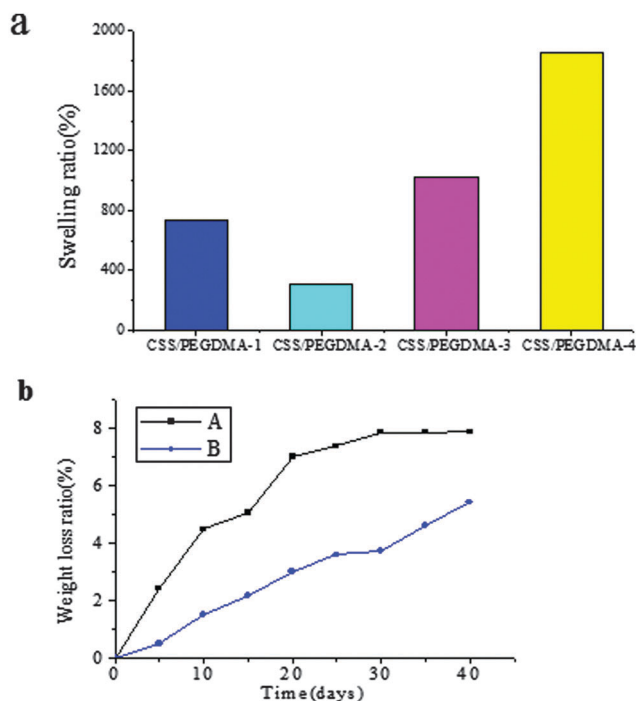 a
Swelling ratio(%)
2000
1600
1200
800
400
0
CSS/PEGDMA-1 CSS/PEGDMA-2 CSS/PEGDMA-3 CSS/PEGDMA-4
b
A
B
Weight loss ratio(%)
8
6
4
2
0
0 10 20 30 40
Time(days)